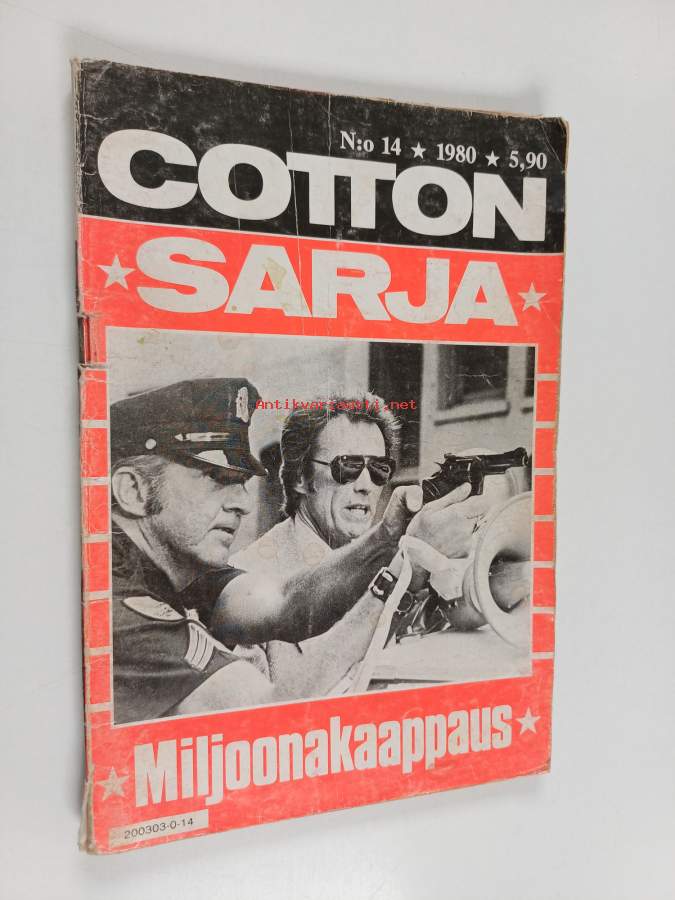 N:o 14 ★ 1980 ★ 5,90
COTTON
SARJA
Antikvariaatti.net
Miljoonakaappaus
200303-0-14